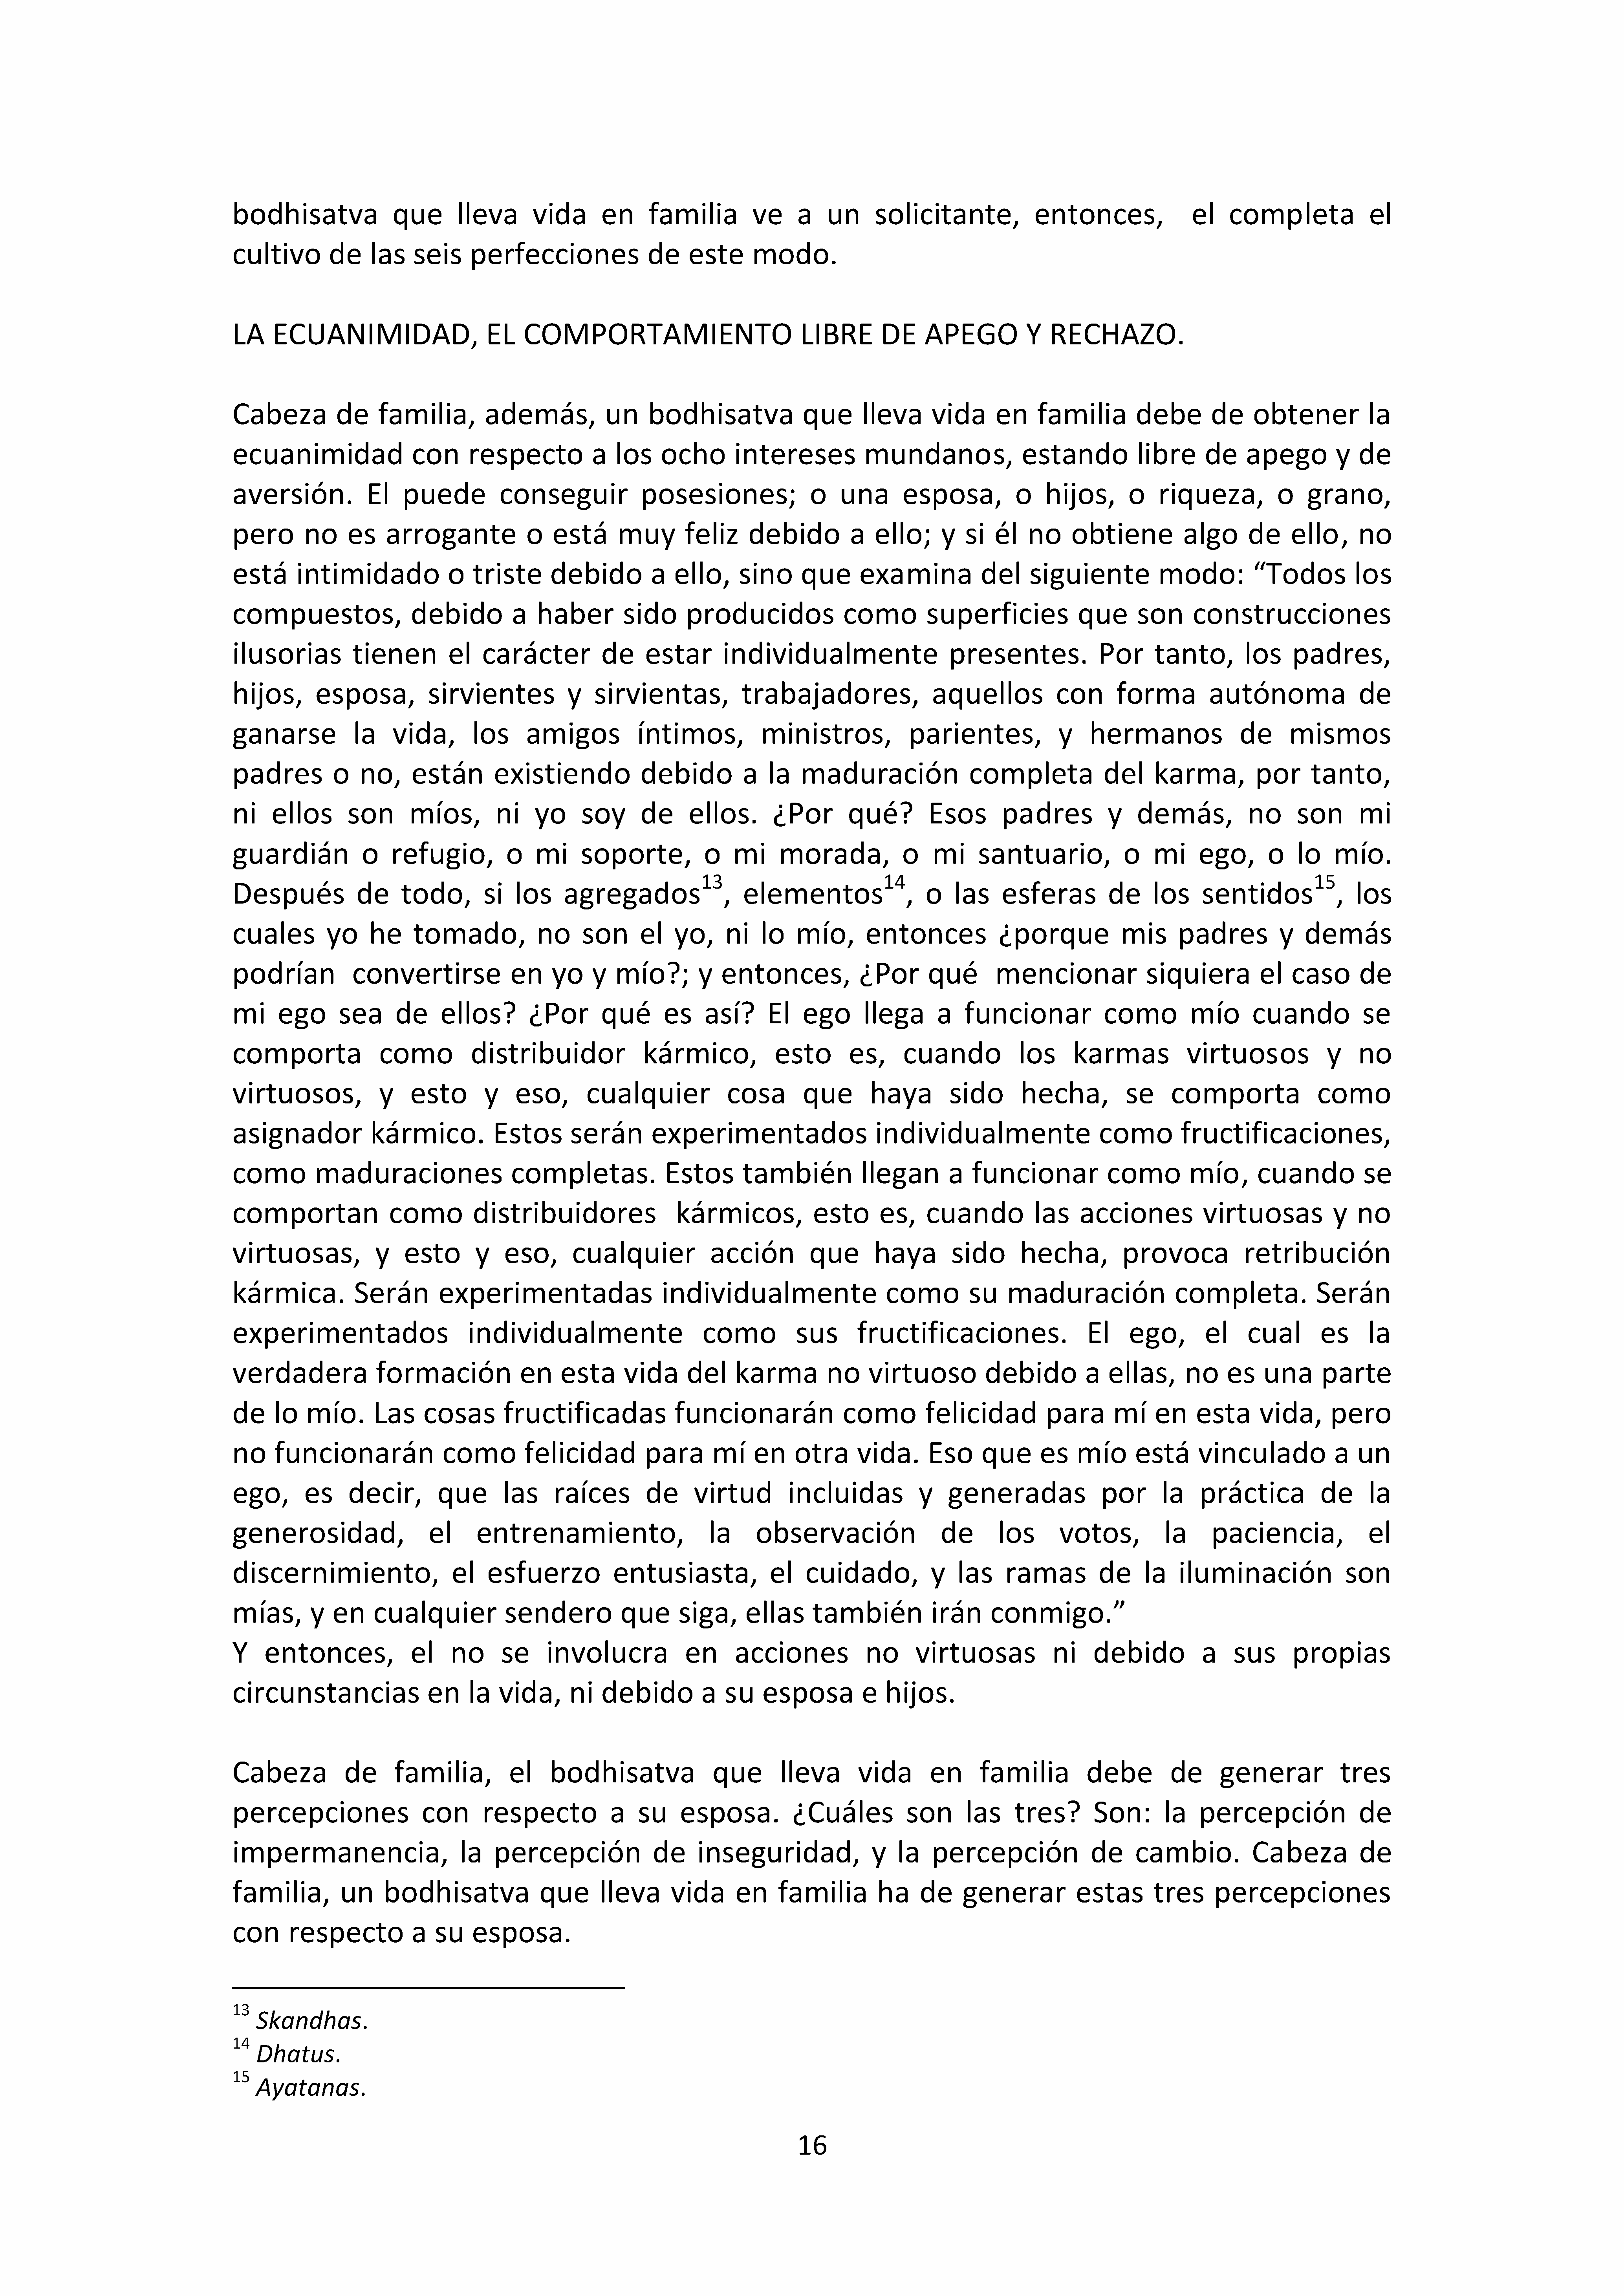 bodhisatva que lleva vida en familia ve a un solicitante, entonces,  el completa el
cultivo de las seis perfecciones de este modo.
LA ECUANIMIDAD, EL COMPORTAMIENTO LIBRE DE APEGO Y RECHAZO.
Cabeza de familia, además, un bodhisatva que lleva vida en familia debe de obtener la
ecuanimidad con respecto a los ocho intereses mundanos, estando libre de apego y de
aversión. El puede conseguir posesiones; o una esposa, o hijos, o riqueza, o grano,
pero no es arrogante o está muy feliz debido a ello; y si él no obtiene algo de ello, no
está intimidado o triste debido a ello, sino que examina del siguiente modo: “Todos los
compuestos, debido a haber sido producidos como superficies que son construcciones
ilusorias tienen el carácter de estar individualmente presentes. Por tanto, los padres,
hijos, esposa, sirvientes y sirvientas, trabajadores, aquellos con forma autónoma de
ganarse la vida, los amigos íntimos, ministros, parientes, y hermanos de mismos
padres o no, están existiendo debido a la maduración completa del karma, por tanto,
ni ellos son míos, ni yo soy de ellos. ¿Por qué? Esos padres y demás, no son mi
guardián o refugio, o mi soporte, o mi morada, o mi santuario, o mi ego, o lo mío.
Después de todo, si los agregados13, elementos14, o las esferas de los sentidos15, los
cuales yo he tomado, no son el yo, ni lo mío, entonces ¿porque mis padres y demás
podrían  convertirse en yo y mío?; y entonces, ¿Por qué  mencionar siquiera el caso de
mi ego sea de ellos? ¿Por qué es así? El ego llega a funcionar como mío cuando se
comporta como distribuidor kármico, esto es, cuando los karmas virtuosos y no
virtuosos, y esto y eso, cualquier cosa que haya sido hecha, se comporta como
asignador kármico. Estos serán experimentados individualmente como fructificaciones,
como maduraciones completas. Estos también llegan a funcionar como mío, cuando se
comportan como distribuidores  kármicos, esto es, cuando las acciones virtuosas y no
virtuosas, y esto y eso, cualquier acción que haya sido hecha, provoca retribución
kármica. Serán experimentadas individualmente como su maduración completa. Serán
experimentados individualmente como sus fructificaciones. El ego, el cual es la
verdadera formación en esta vida del karma no virtuoso debido a ellas, no es una parte
de lo mío. Las cosas fructificadas funcionarán como felicidad para mí en esta vida, pero
no funcionarán como felicidad para mí en otra vida. Eso que es mío está vinculado a un
ego, es decir, que las raíces de virtud incluidas y generadas por la práctica de la
generosidad, el entrenamiento, la observación de los votos, la paciencia, el
discernimiento, el esfuerzo entusiasta, el cuidado, y las ramas de la iluminación son
mías, y en cualquier sendero que siga, ellas también irán conmigo.”
Y entonces, el no se involucra en acciones no virtuosas ni debido a sus propias
circunstancias en la vida, ni debido a su esposa e hijos.
Cabeza de familia, el bodhisatva que lleva vida en familia debe de generar tres
percepciones con respecto a su esposa. ¿Cuáles son las tres? Son: la percepción de
impermanencia, la percepción de inseguridad, y la percepción de cambio. Cabeza de
familia, un bodhisatva que lleva vida en familia ha de generar estas tres percepciones
con respecto a su esposa.
13 Skandhas.
14 Dhatus.
15 Ayatanas.
16